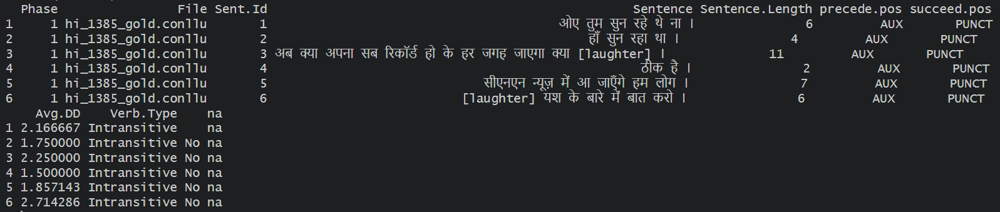 Phase File Sent.Id Sentence Sentence.Length precede.pos succeed.pos
1 1 hi_1385_gold.conllu 1 ओए तुम सुन रहे थे ना । 6 AUX PUNCT
2 1 hi_1385_gold.conllu 2 हाँ सुन रहा था । 4 AUX PUNCT
3 1 hi_1385_gold.conllu 3 अब क्या अपना सब रिकॉर्ड हो के हर जगह जाएगा क्या [laughter] । 11 AUX PUNCT
4 1 hi_1385_gold.conllu 4 ठीक है । 2 AUX PUNCT
5 1 hi_1385_gold.conllu 5 सीएनएन न्यूज़ में आ जाएँगे हम लोग । 7 AUX PUNCT
6 1 hi_1385_gold.conllu 6 [laughter] यश के बारे में बात करो । 6 AUX PUNCT
Avg.DD Verb.Type na
1 2.166667 Intransitive na
2 1.750000 Intransitive No na
3 2.250000 Intransitive No na
4 1.500000 Intransitive No na
5 1.857143 Intransitive No na
6 2.714286 Intransitive No na